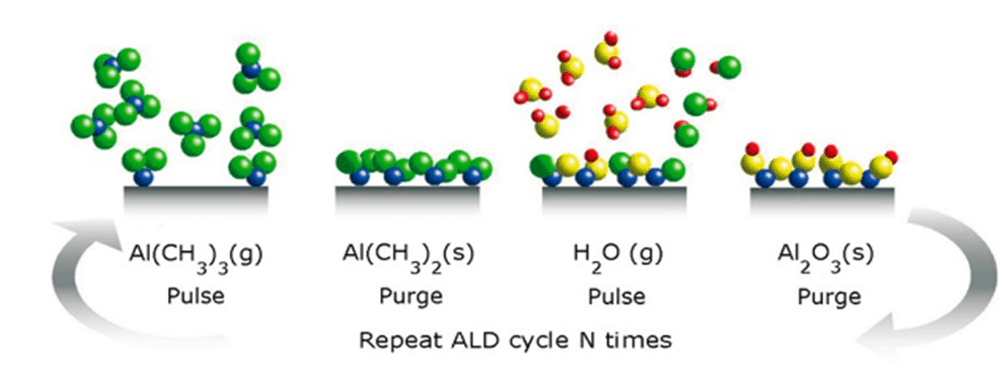 Al(CH₃)₃(g)
Pulse
Al(CH₃)₂(s)
Purge
H₂O (g)
Pulse
Al₂O₃(s)
Purge
Repeat ALD cycle N times